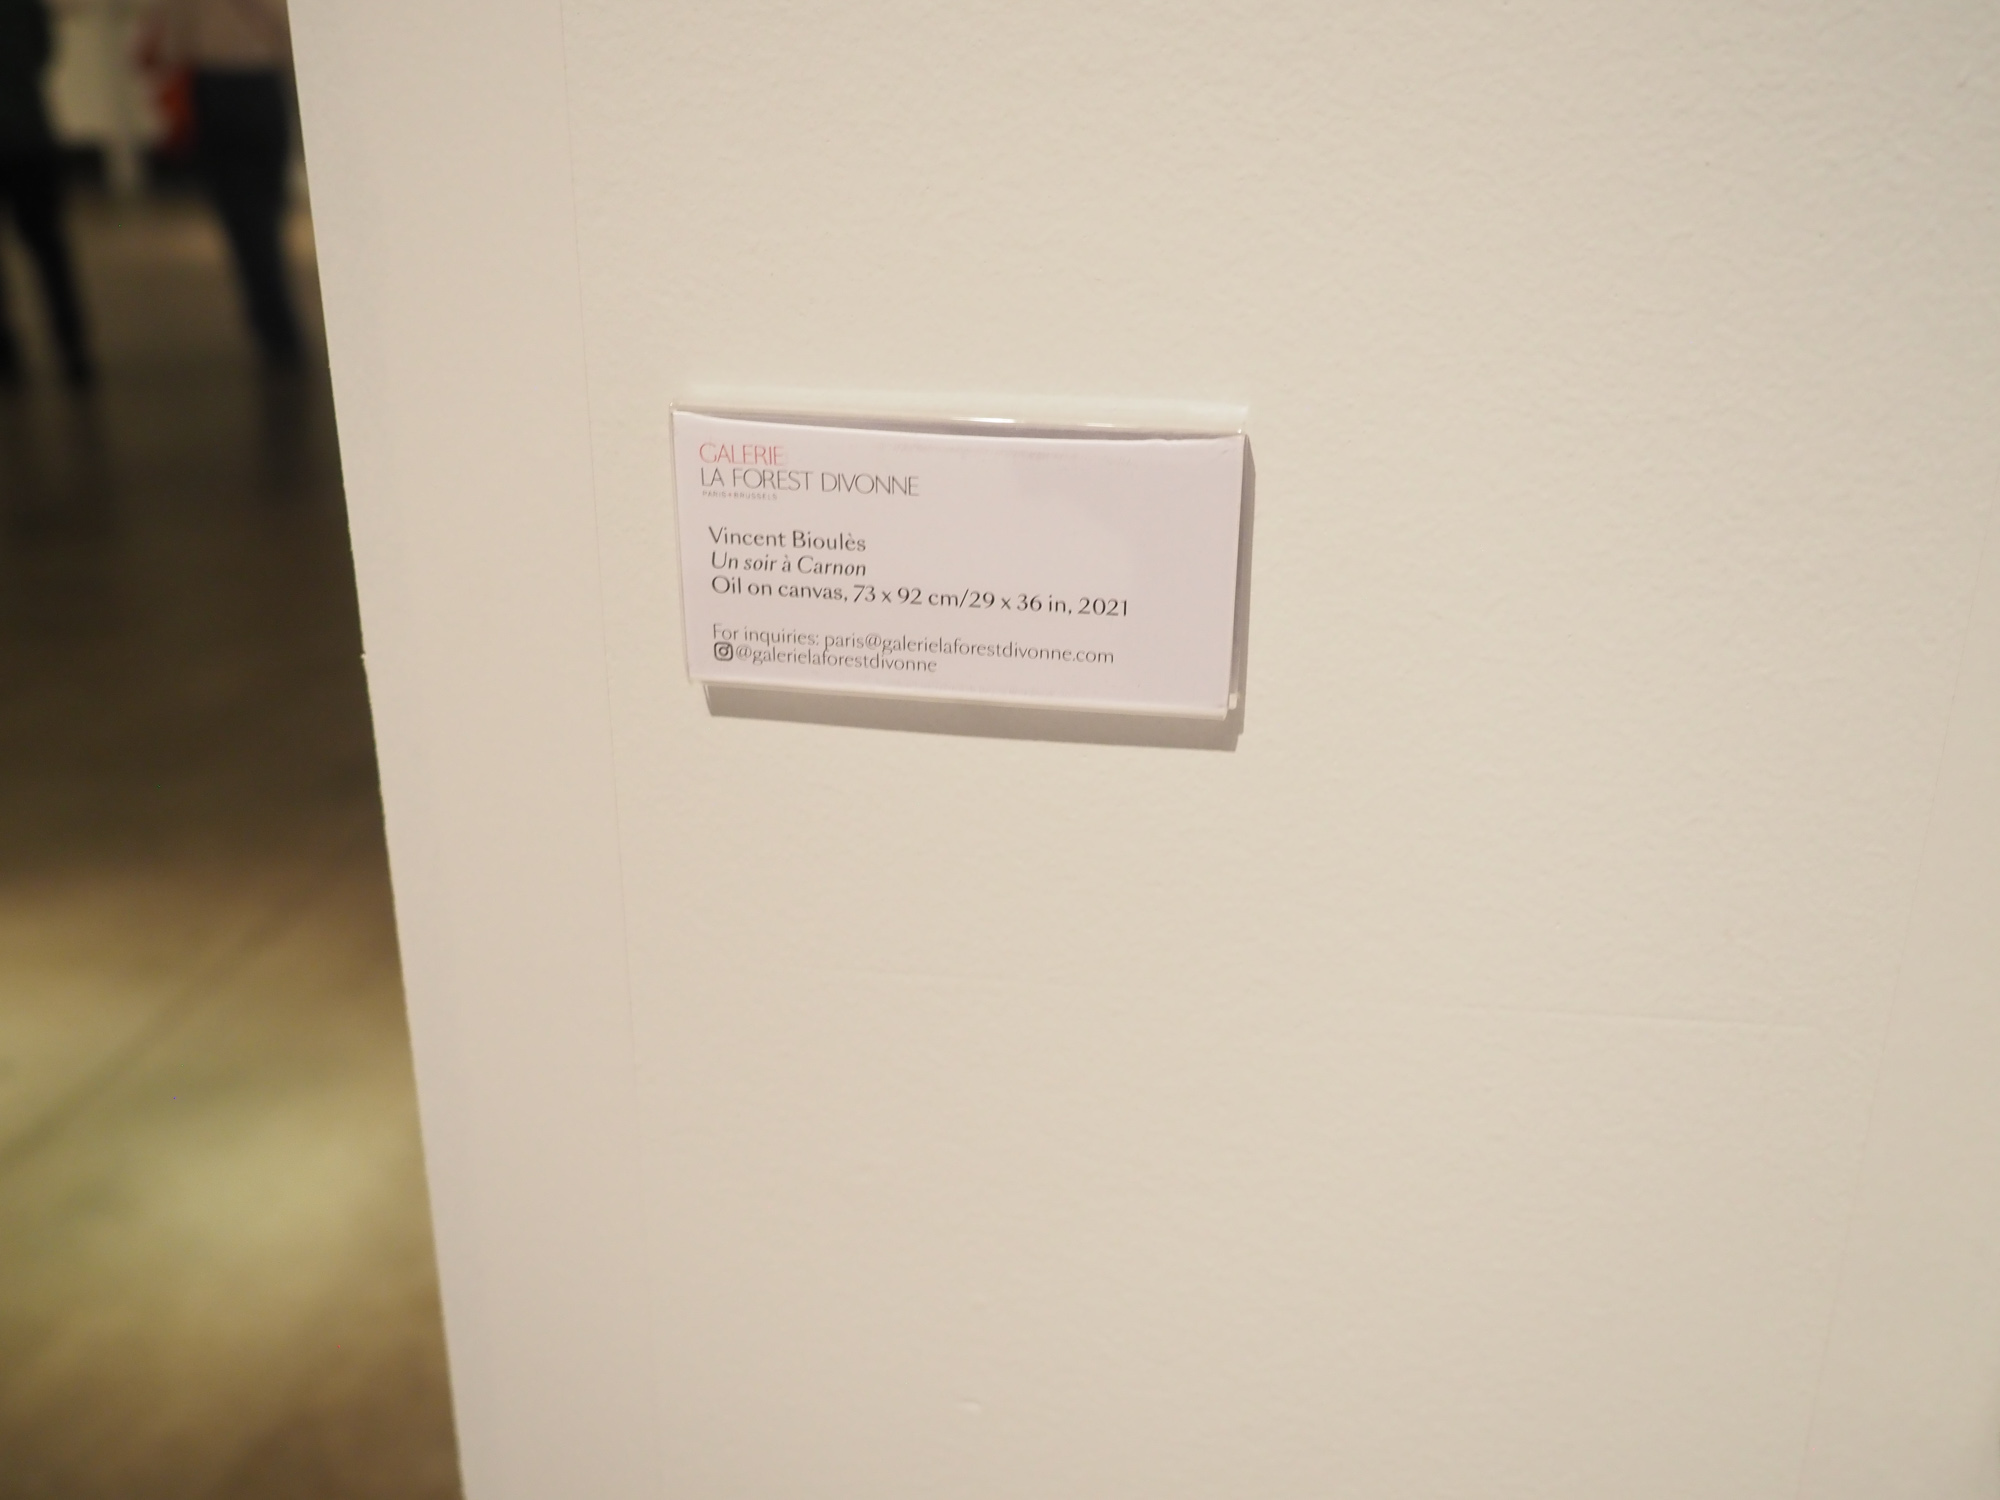 GALERIE
LA FOREST DIVONNE
PARIS • BRUSSELS
Vincent Bioulès
Un soir à Carnon
Oil on canvas, 73 x 92 cm/29 x 36 in, 2021
For inquiries: paris@galerielaforestdivonne.com
@galerielaforestdivonne